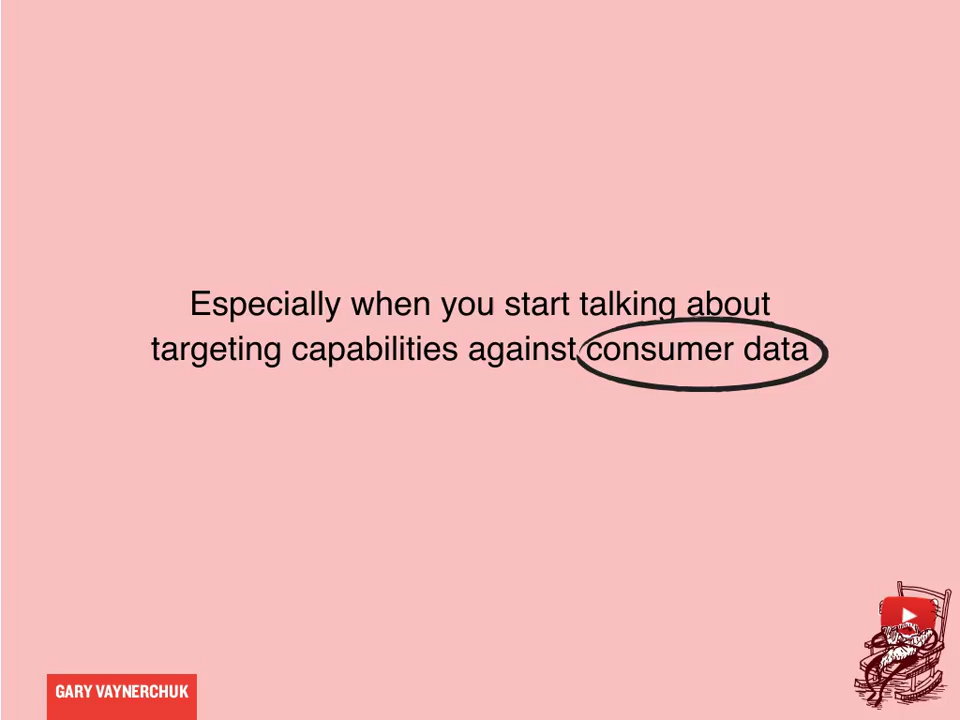 Especially when you start talking about
targeting capabilities against consumer data
GARY VAYNERCHUK